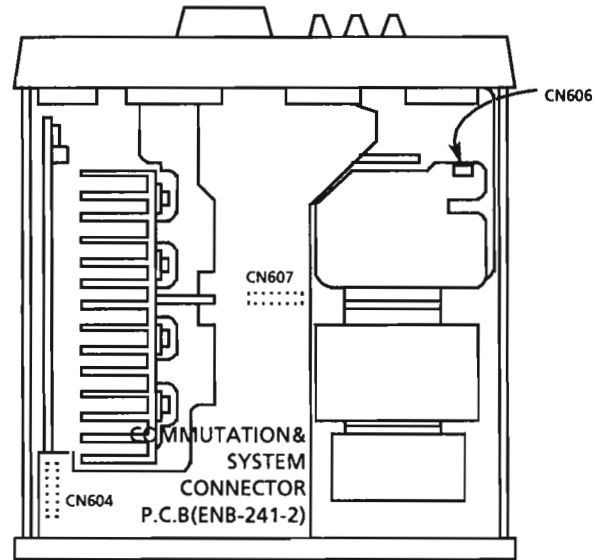 CN606
CN607
COMMUTATION&
SYSTEM
CONNECTOR
P.C.B(ENB-241-2)
CN604